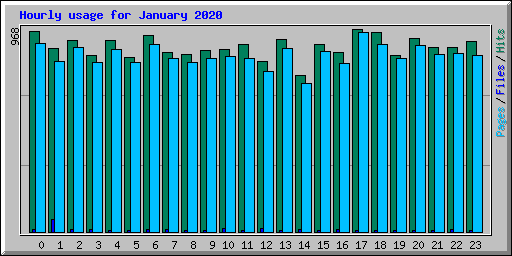 Hourly usage for January 2020
968
Pages / Files / Hits
0 1 2 3 4 5 6 7 8 9 10 11 12 13 14 15 16 17 18 19 20 21 22 23